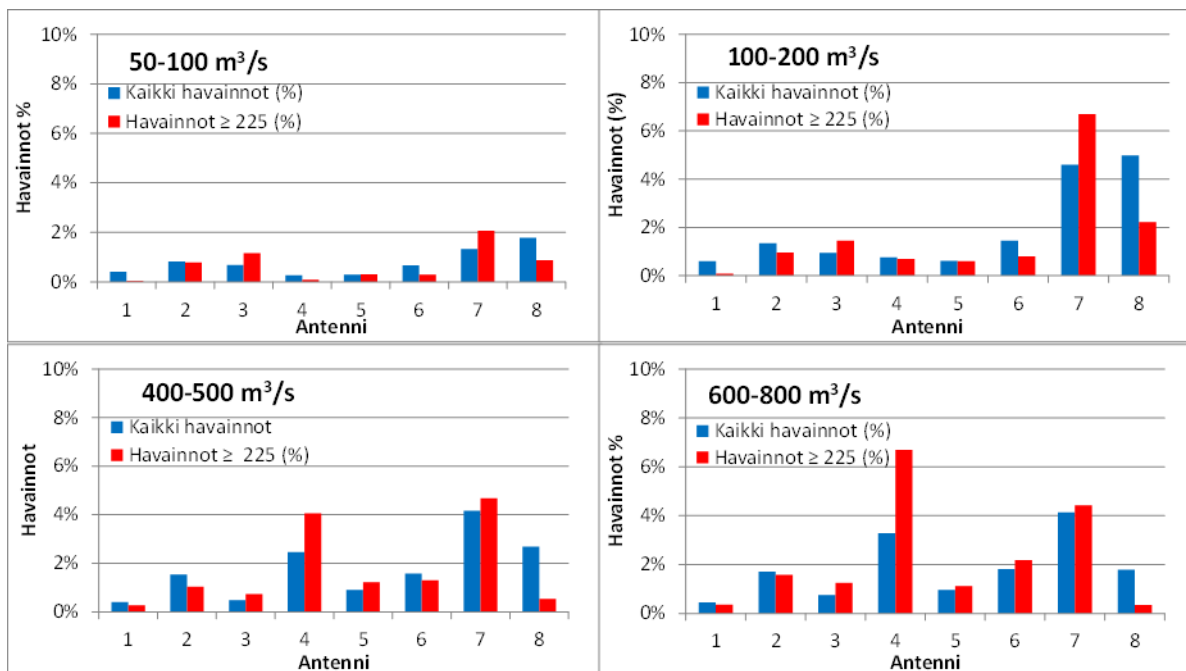 50-100 m³/s
Kaikki havainnot (%)
Havainnot ≥ 225 (%)
Havainnot %
10%
8%
6%
4%
2%
0%
1 2 3 4 5 6 7 8
Antenni
100-200 m³/s
Kaikki havainnot (%)
Havainnot ≥ 225 (%)
Havainnot (%)
10%
8%
6%
4%
2%
0%
1 2 3 4 5 6 7 8
Antenni
400-500 m³/s
Kaikki havainnot
Havainnot ≥ 225 (%)
Havainnot
10%
8%
6%
4%
2%
0%
1 2 3 4 5 6 7 8
Antenni
600-800 m³/s
Kaikki havainnot (%)
Havainnot ≥ 225 (%)
Havainnot %
10%
8%
6%
4%
2%
0%
1 2 3 4 5 6 7 8
Antenni